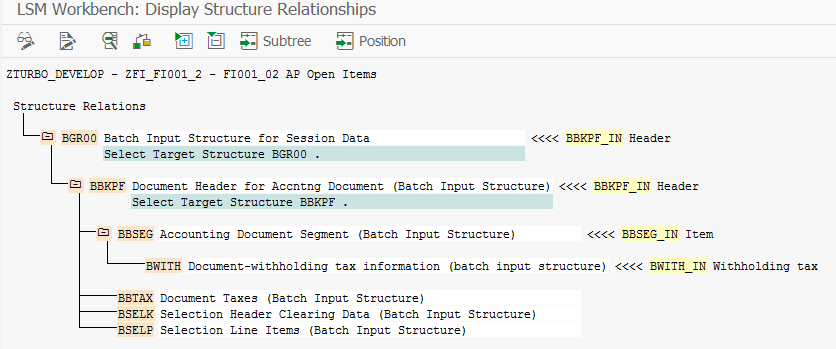 LSM Workbench: Display Structure Relationships
Subtree Position
ZTURBO_DEVELOP - ZFI_FI001_2 - FI001_02 AP Open Items
Structure Relations
BGR00 Batch Input Structure for Session Data <<<< BBKPF_IN Header
Select Target Structure BGR00 .
BBKPF Document Header for Accntng Document (Batch Input Structure) <<<< BBKPF_IN Header
Select Target Structure BBKPF .
BBSEG Accounting Document Segment (Batch Input Structure) <<<< BBSEG_IN Item
BWITH Document-withholding tax information (batch input structure) <<<< BWITH_IN Withholding tax
BBTAX Document Taxes (Batch Input Structure)
BSELK Selection Header Clearing Data (Batch Input Structure)
BSELP Selection Line Items (Batch Input Structure)